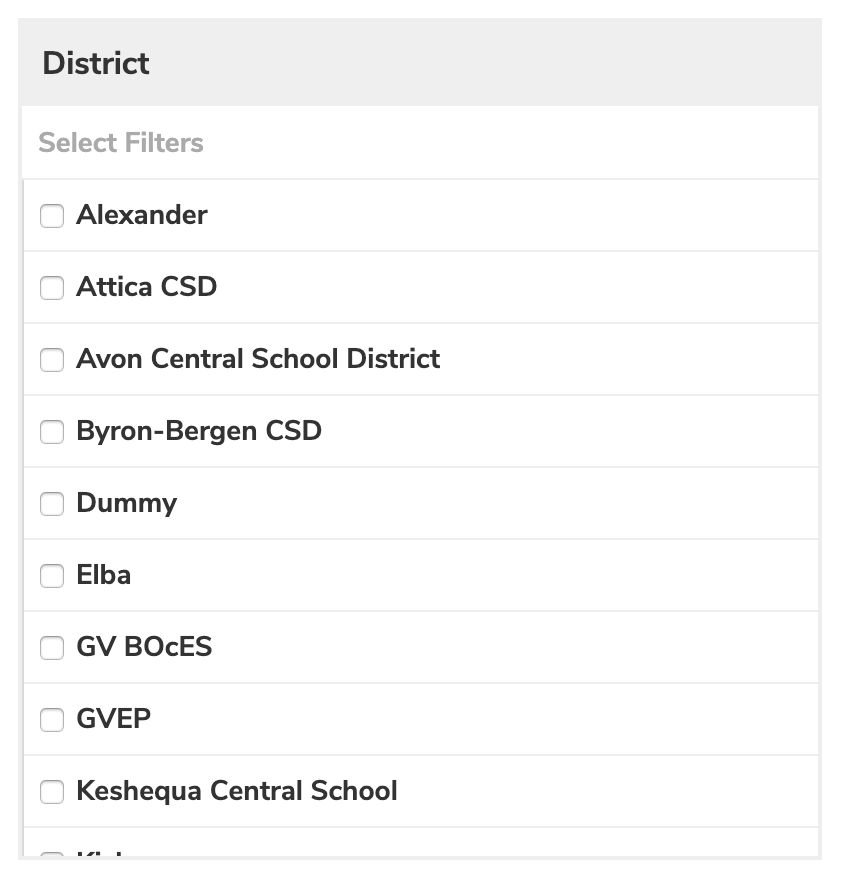 District
Select Filters
Alexander
Attica CSD
Avon Central School District
Byron-Bergen CSD
Dummy
Elba
GV BOcES
GVEP
Keshequa Central School